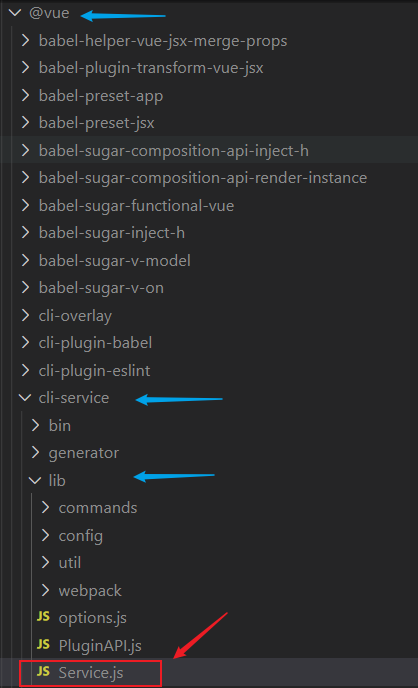 @vue
babel-helper-vue-jsx-merge-props
babel-plugin-transform-vue-jsx
babel-preset-app
babel-preset-jsx
babel-sugar-composition-api-inject-h
babel-sugar-composition-api-render-instance
babel-sugar-functional-vue
babel-sugar-inject-h
babel-sugar-v-model
babel-sugar-v-on
cli-overlay
cli-plugin-babel
cli-plugin-eslint
cli-service
bin
generator
lib
commands
config
util
webpack
JS options.js
JS PluginAPI.js
JS Service.js